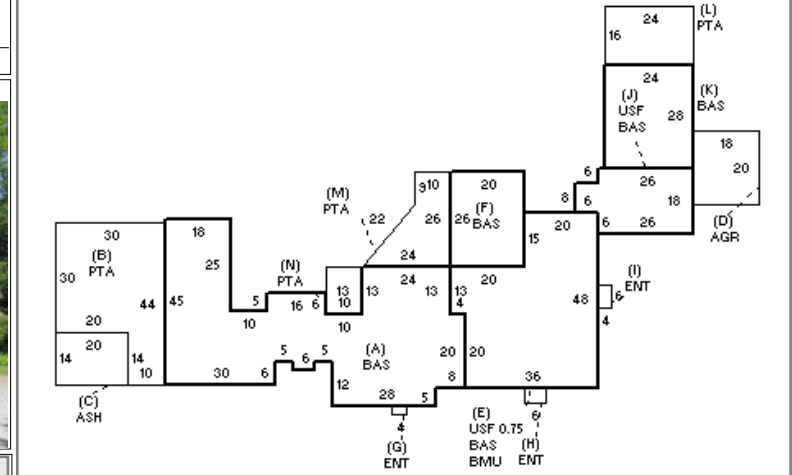 24
(L)
PTA
16
24
(J)
USF
BAS
(K)
BAS
28
18
20
(D)
AGR
6
26
8
6
18
20
6
26
9
10
20
(M)
PTA
22
26
26
(F)
BAS
15
24
30
(B)
PTA
30
18
25
(N)
PTA
13
10
13
24
13
13
4
20
48
(I)
ENT
6
4
44
45
5
16
6
10
10
20
20
14
14
10
(C)
ASH
30
6
5
6
5
(A)
BAS
20
20
12
28
5
8
36
4
(G)
ENT
(E)
USF 0.75
BAS
BMU
6
(H)
ENT